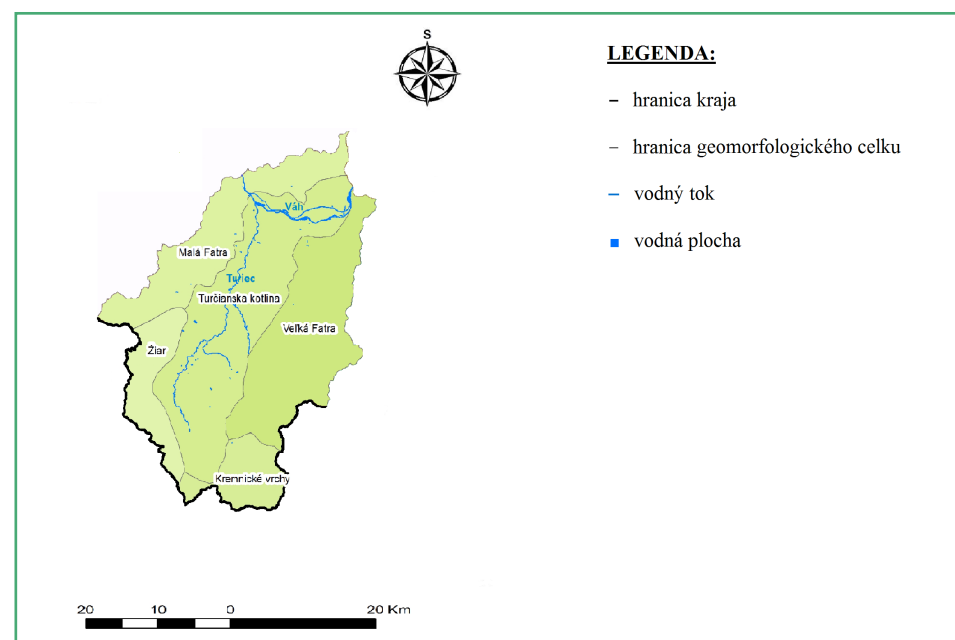 S
LEGENDA:
– hranica kraja
– hranica geomorfologického celku
– vodný tok
vodná plocha
Váh
Malá Fatra
Turiec
Turčianska kotlina
Veľká Fatra
Žiar
Kremnické vrchy
20 10 0 20 Km